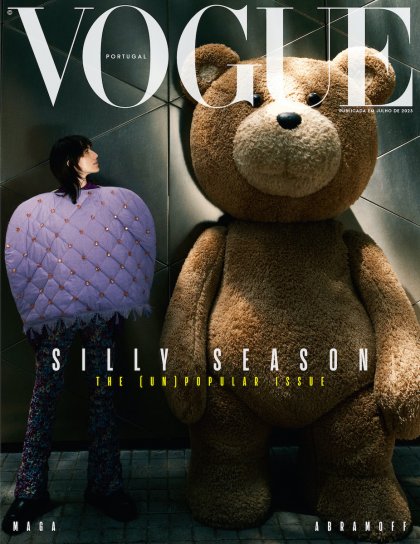 VOGUE
PORTUGAL
PUBLICADA EM JULHO DE 2023
SILLY SEASON
THE (UN)POPULAR ISSUE
MAGA
ABRAMOFF